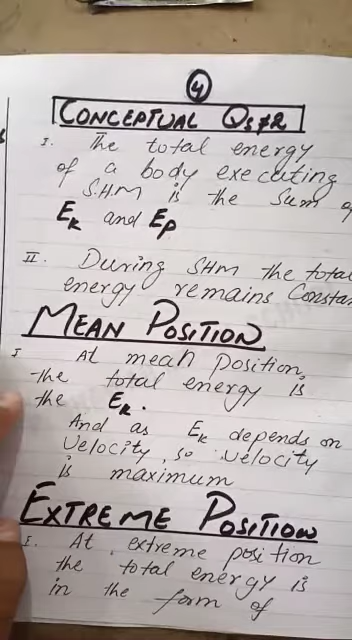 4
CONCEPTUAL Qs#2
I. The total energy
of a body executing
S.H.M is the sum of
Ek and Ep
II. During SHM the total
energy remains Consta
MEAN POSITION
I At mean position,
the total energy is
the Ek.
And as Ek depends on
velocity, so velocity
is maximum
EXTREME POSITION
I. At extreme position
the total energy is
in the form of